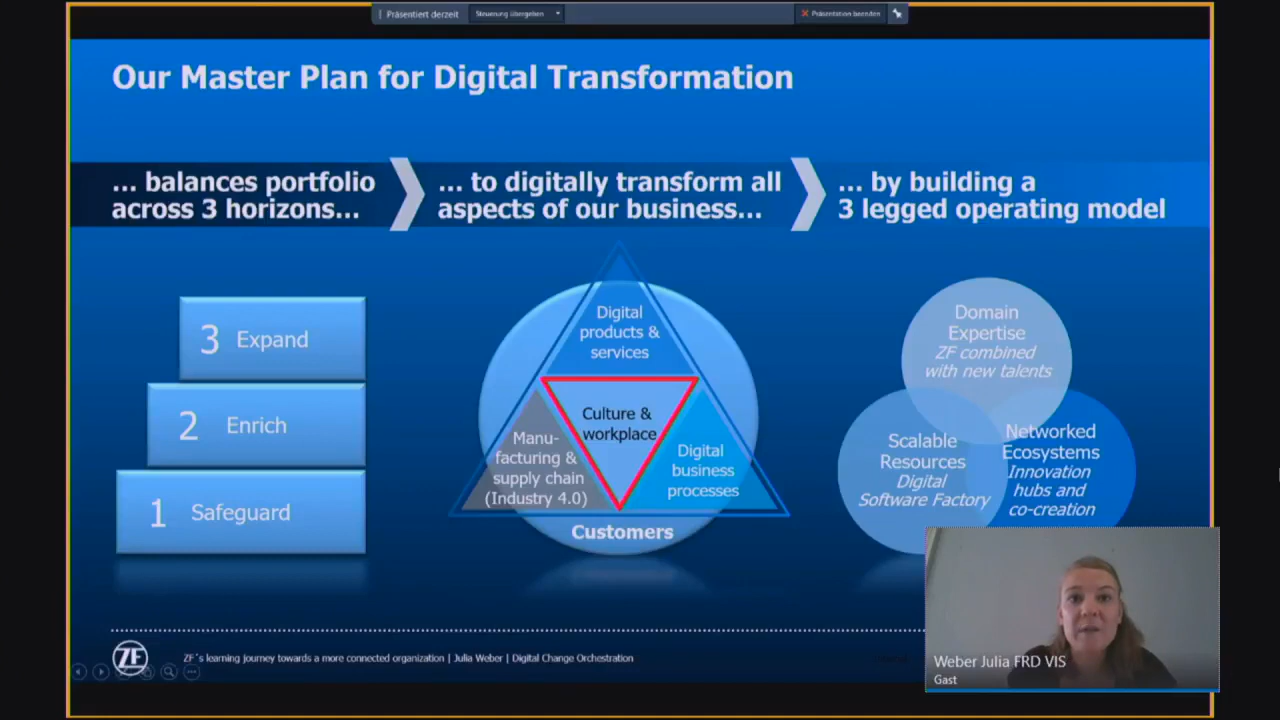 Präsentiert derzeit
Steuerung übergeben
Präsentation beenden
Our Master Plan for Digital Transformation
... balances portfolio
across 3 horizons...
... to digitally transform all
aspects of our business...
... by building a
3 legged operating model
3 Expand
2 Enrich
1 Safeguard
Digital
products &
services
Culture &
workplace
Manu-
facturing &
supply chain
(Industry 4.0)
Digital
business
processes
Customers
Domain
Expertise
ZF combined
with new talents
Scalable
Resources
Digital
Software Factory
Networked
Ecosystems
Innovation
hubs and
co-creation
ZF
ZF´s learning journey towards a more connected organization | Julia Weber | Digital Change Orchestration
Weber Julia FRD VIS
Gast